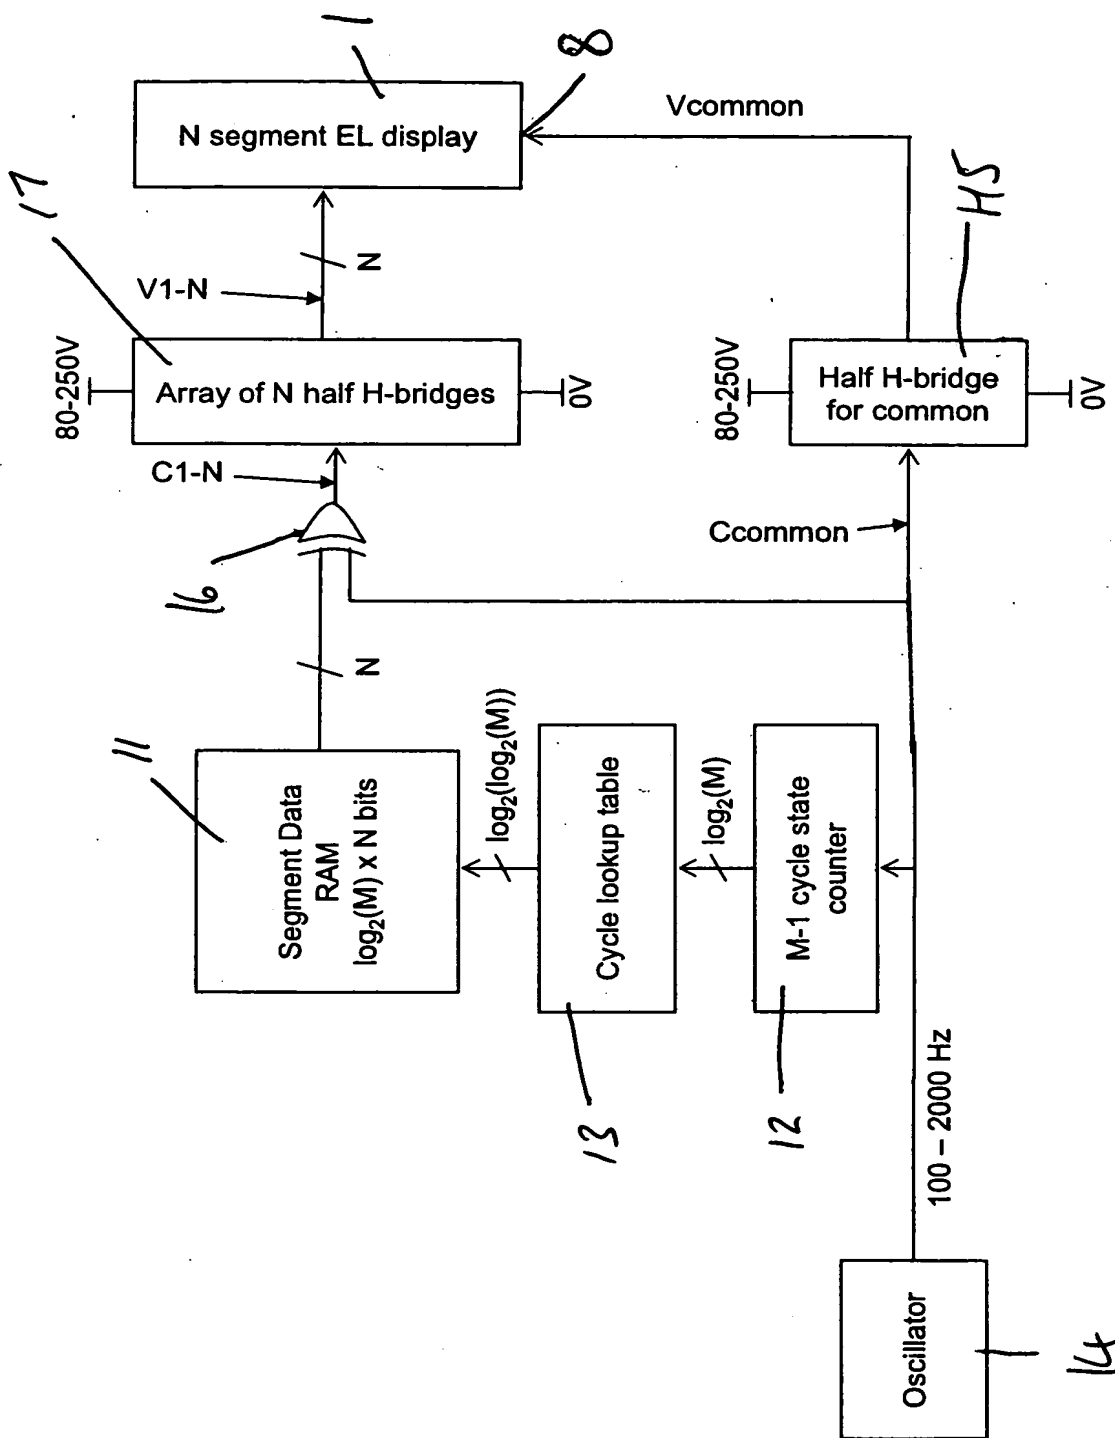 1
N segment EL display
8
Vcommon
17
V1-N
N
80-250V
Array of N half H-bridges
0V
H5
80-250V
Half H-bridge
for common
0V
C1-N
16
Ccommon
N
11
Segment Data
RAM
log₂(M) x N bits
log₂(log₂(M))
Cycle lookup table
13
log₂(M)
M-1 cycle state
counter
12
100 – 2000 Hz
Oscillator
14